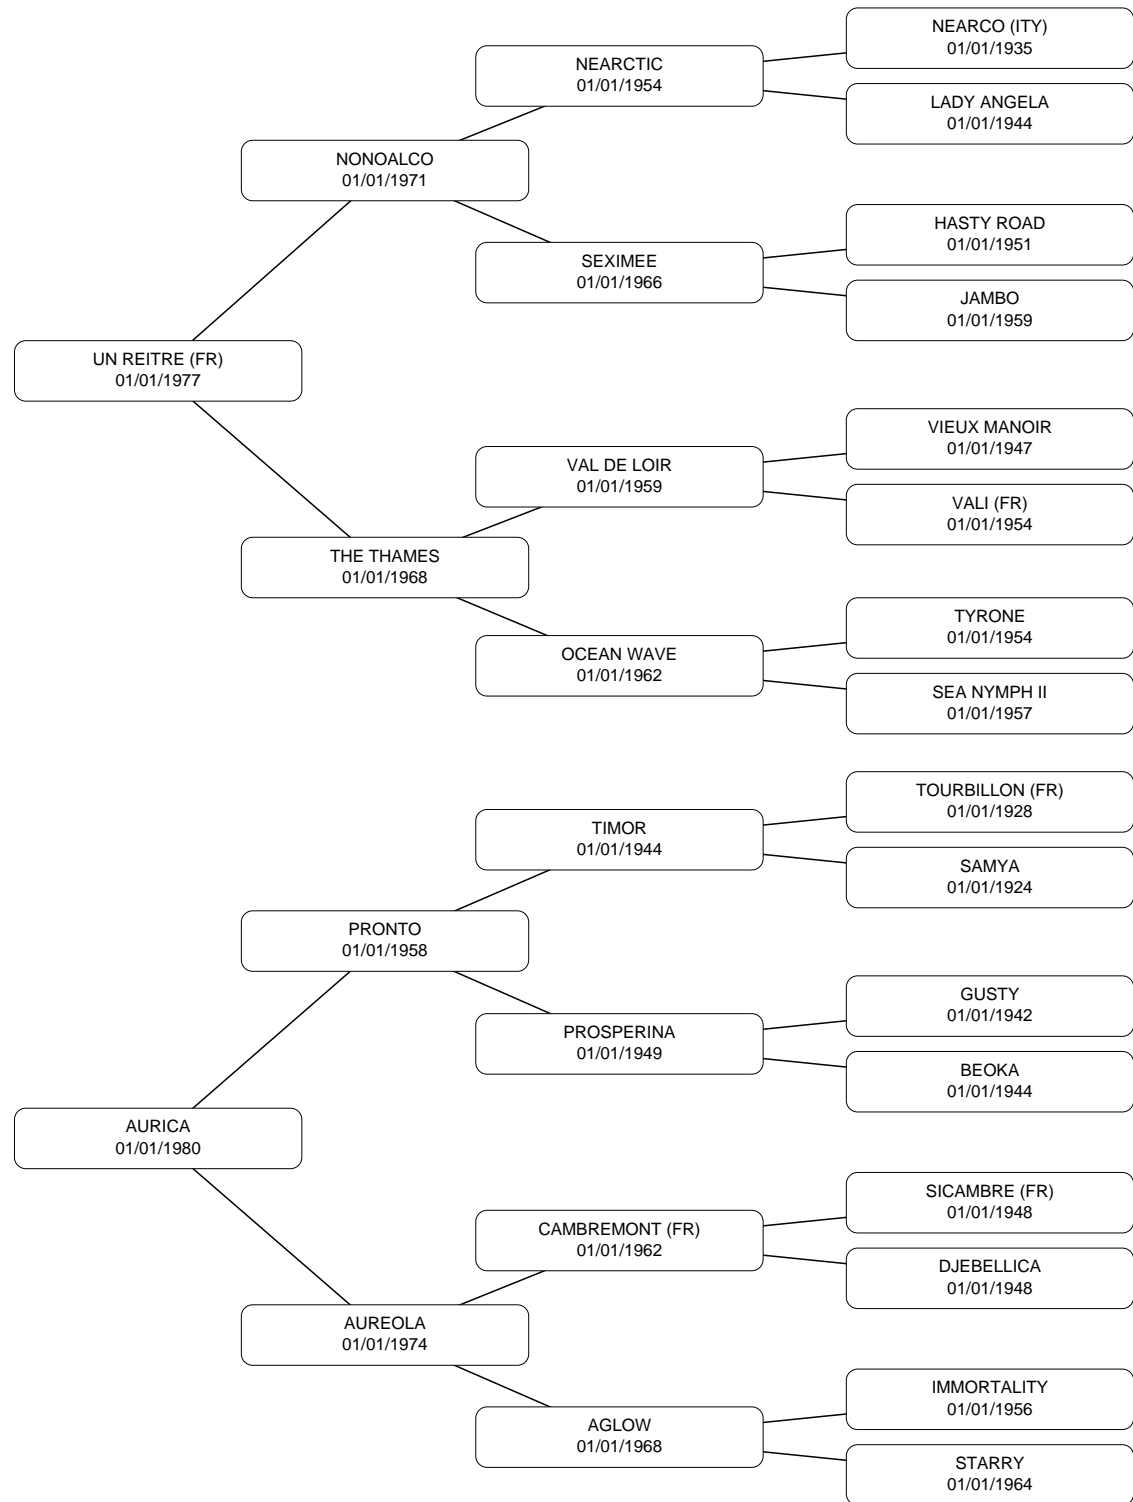 NEARCO (ITY)
01/01/1935
NEARCTIC
01/01/1954
LADY ANGELA
01/01/1944
NONOALCO
01/01/1971
HASTY ROAD
01/01/1951
SEXIMEE
01/01/1966
JAMBO
01/01/1959
UN REITRE (FR)
01/01/1977
VIEUX MANOIR
01/01/1947
VAL DE LOIR
01/01/1959
VALI (FR)
01/01/1954
THE THAMES
01/01/1968
TYRONE
01/01/1954
OCEAN WAVE
01/01/1962
SEA NYMPH II
01/01/1957
TOURBILLON (FR)
01/01/1928
TIMOR
01/01/1944
SAMYA
01/01/1924
PRONTO
01/01/1958
GUSTY
01/01/1942
PROSPERINA
01/01/1949
BEOKA
01/01/1944
AURICA
01/01/1980
SICAMBRE (FR)
01/01/1948
CAMBREMONT (FR)
01/01/1962
DJEBELLICA
01/01/1948
AUREOLA
01/01/1974
IMMORTALITY
01/01/1956
AGLOW
01/01/1968
STARRY
01/01/1964